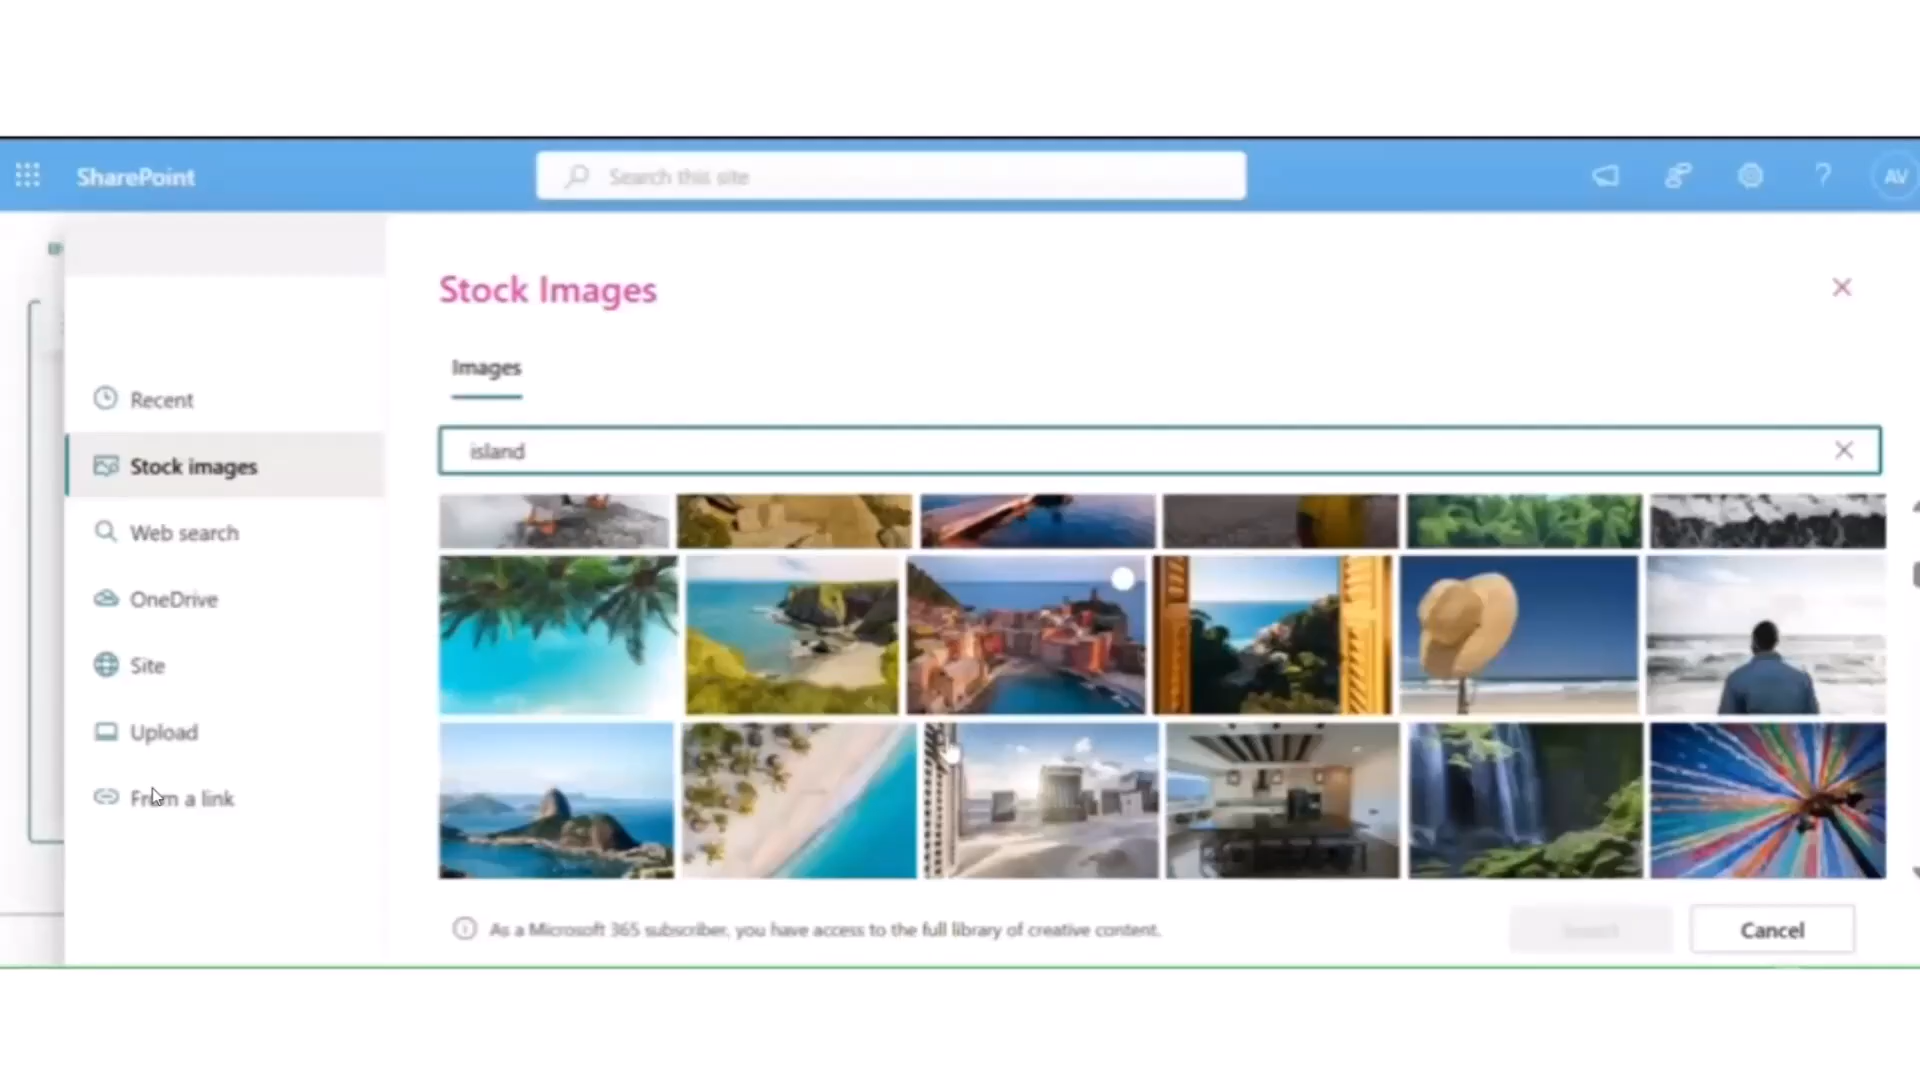 SharePoint
Search this site
AV
Stock Images
Images
island
Recent
Stock images
Web search
OneDrive
Site
Upload
From a link
As a Microsoft 365 subscriber, you have access to the full library of creative content.
Cancel